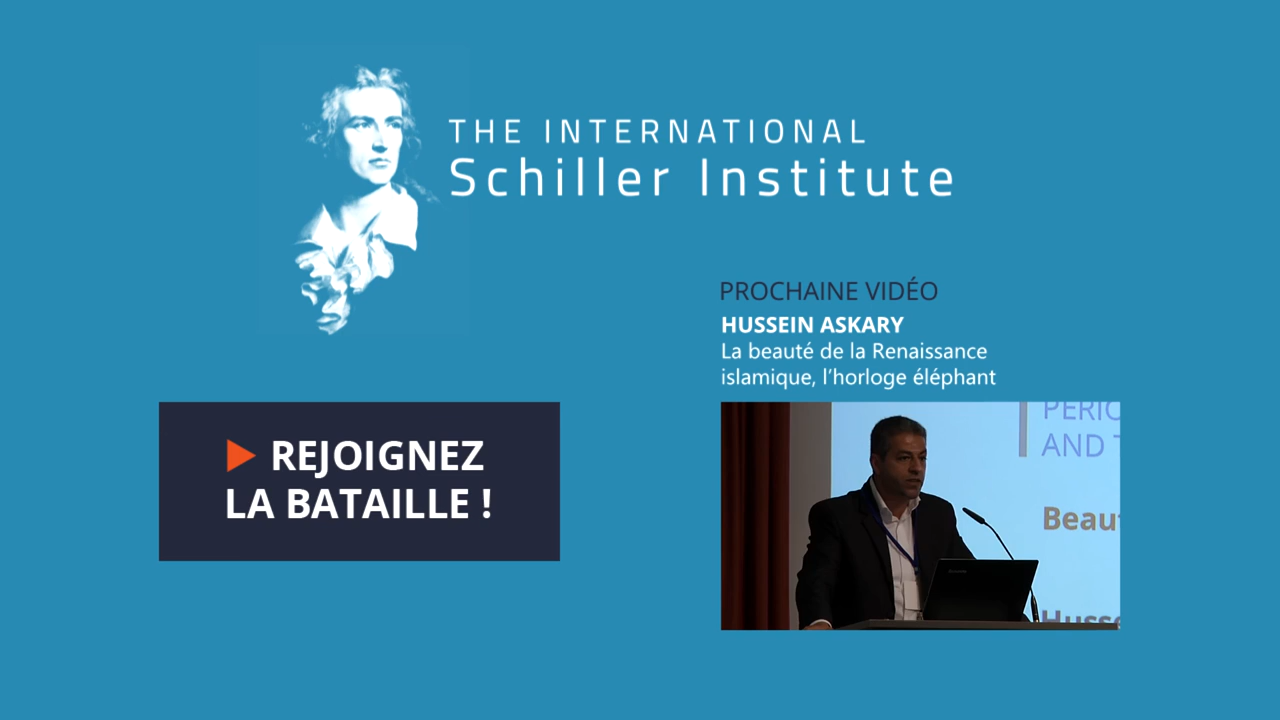 THE INTERNATIONAL
Schiller Institute
PROCHAINE VIDÉO
HUSSEIN ASKARY
La beauté de la Renaissance
islamique, l'horloge éléphant
▶ REJOIGNEZ
LA BATAILLE !
AND